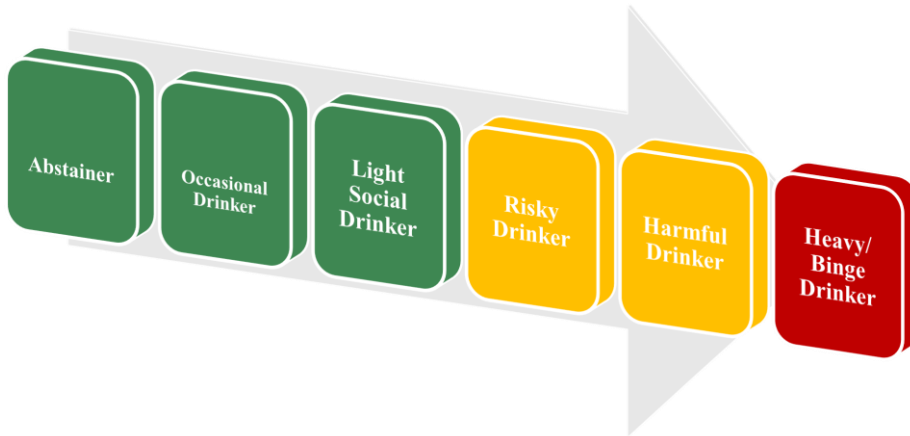 Abstainer
Occasional
Drinker
Light
Social
Drinker
Risky
Drinker
Harmful
Drinker
Heavy/
Binge
Drinker